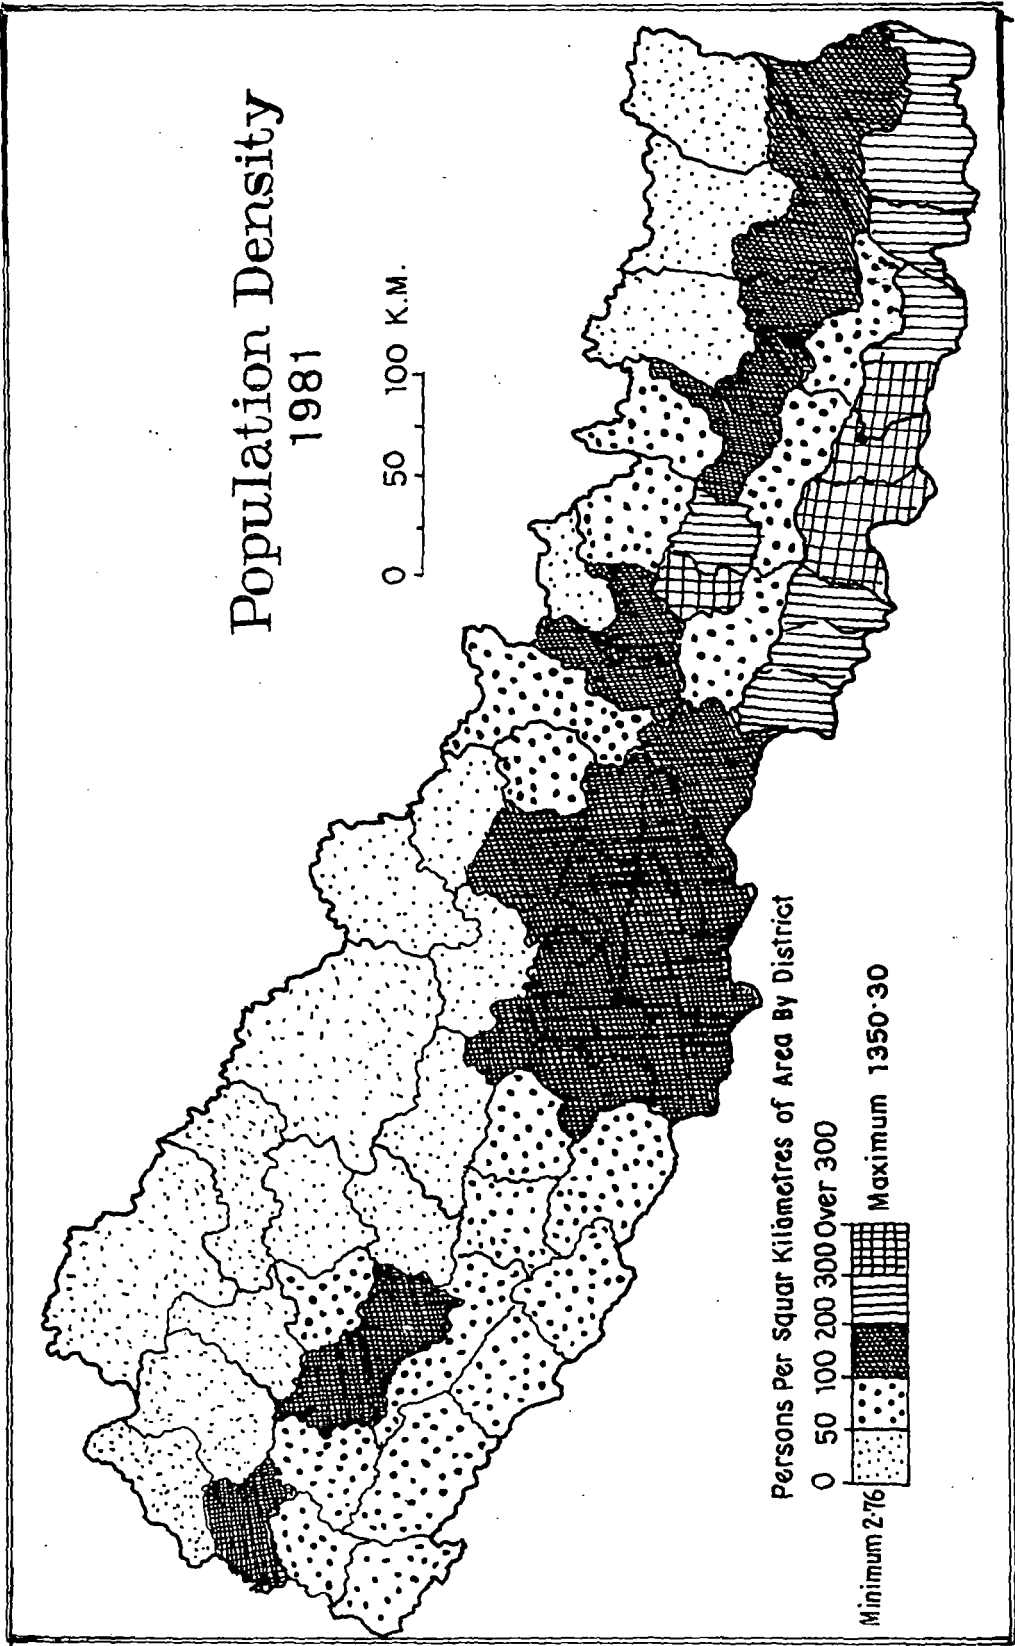 Population Density
1981
0 50 100 K.M.
Persons Per Squar Kilometres of Area By District
0 50 100 200 300 Over 300
Minimum 2·76
Maximum 1350·30